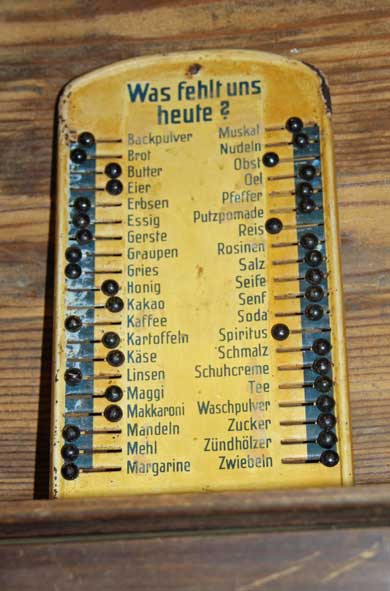 Was fehlt uns
heute?
Backpulver
Brot
Butter
Eier
Erbsen
Essig
Gerste
Graupen
Gries
Honig
Kakao
Kaffee
Kartoffeln
Käse
Linsen
Maggi
Makkaroni
Mandeln
Mehl
Margarine
Muskat
Nudeln
Obst
Oel
Pfeffer
Putzpomade
Reis
Rosinen
Salz
Seife
Senf
Soda
Spiritus
Schmalz
Schuhcreme
Tee
Waschpulver
Zucker
Zündhölzer
Zwiebeln